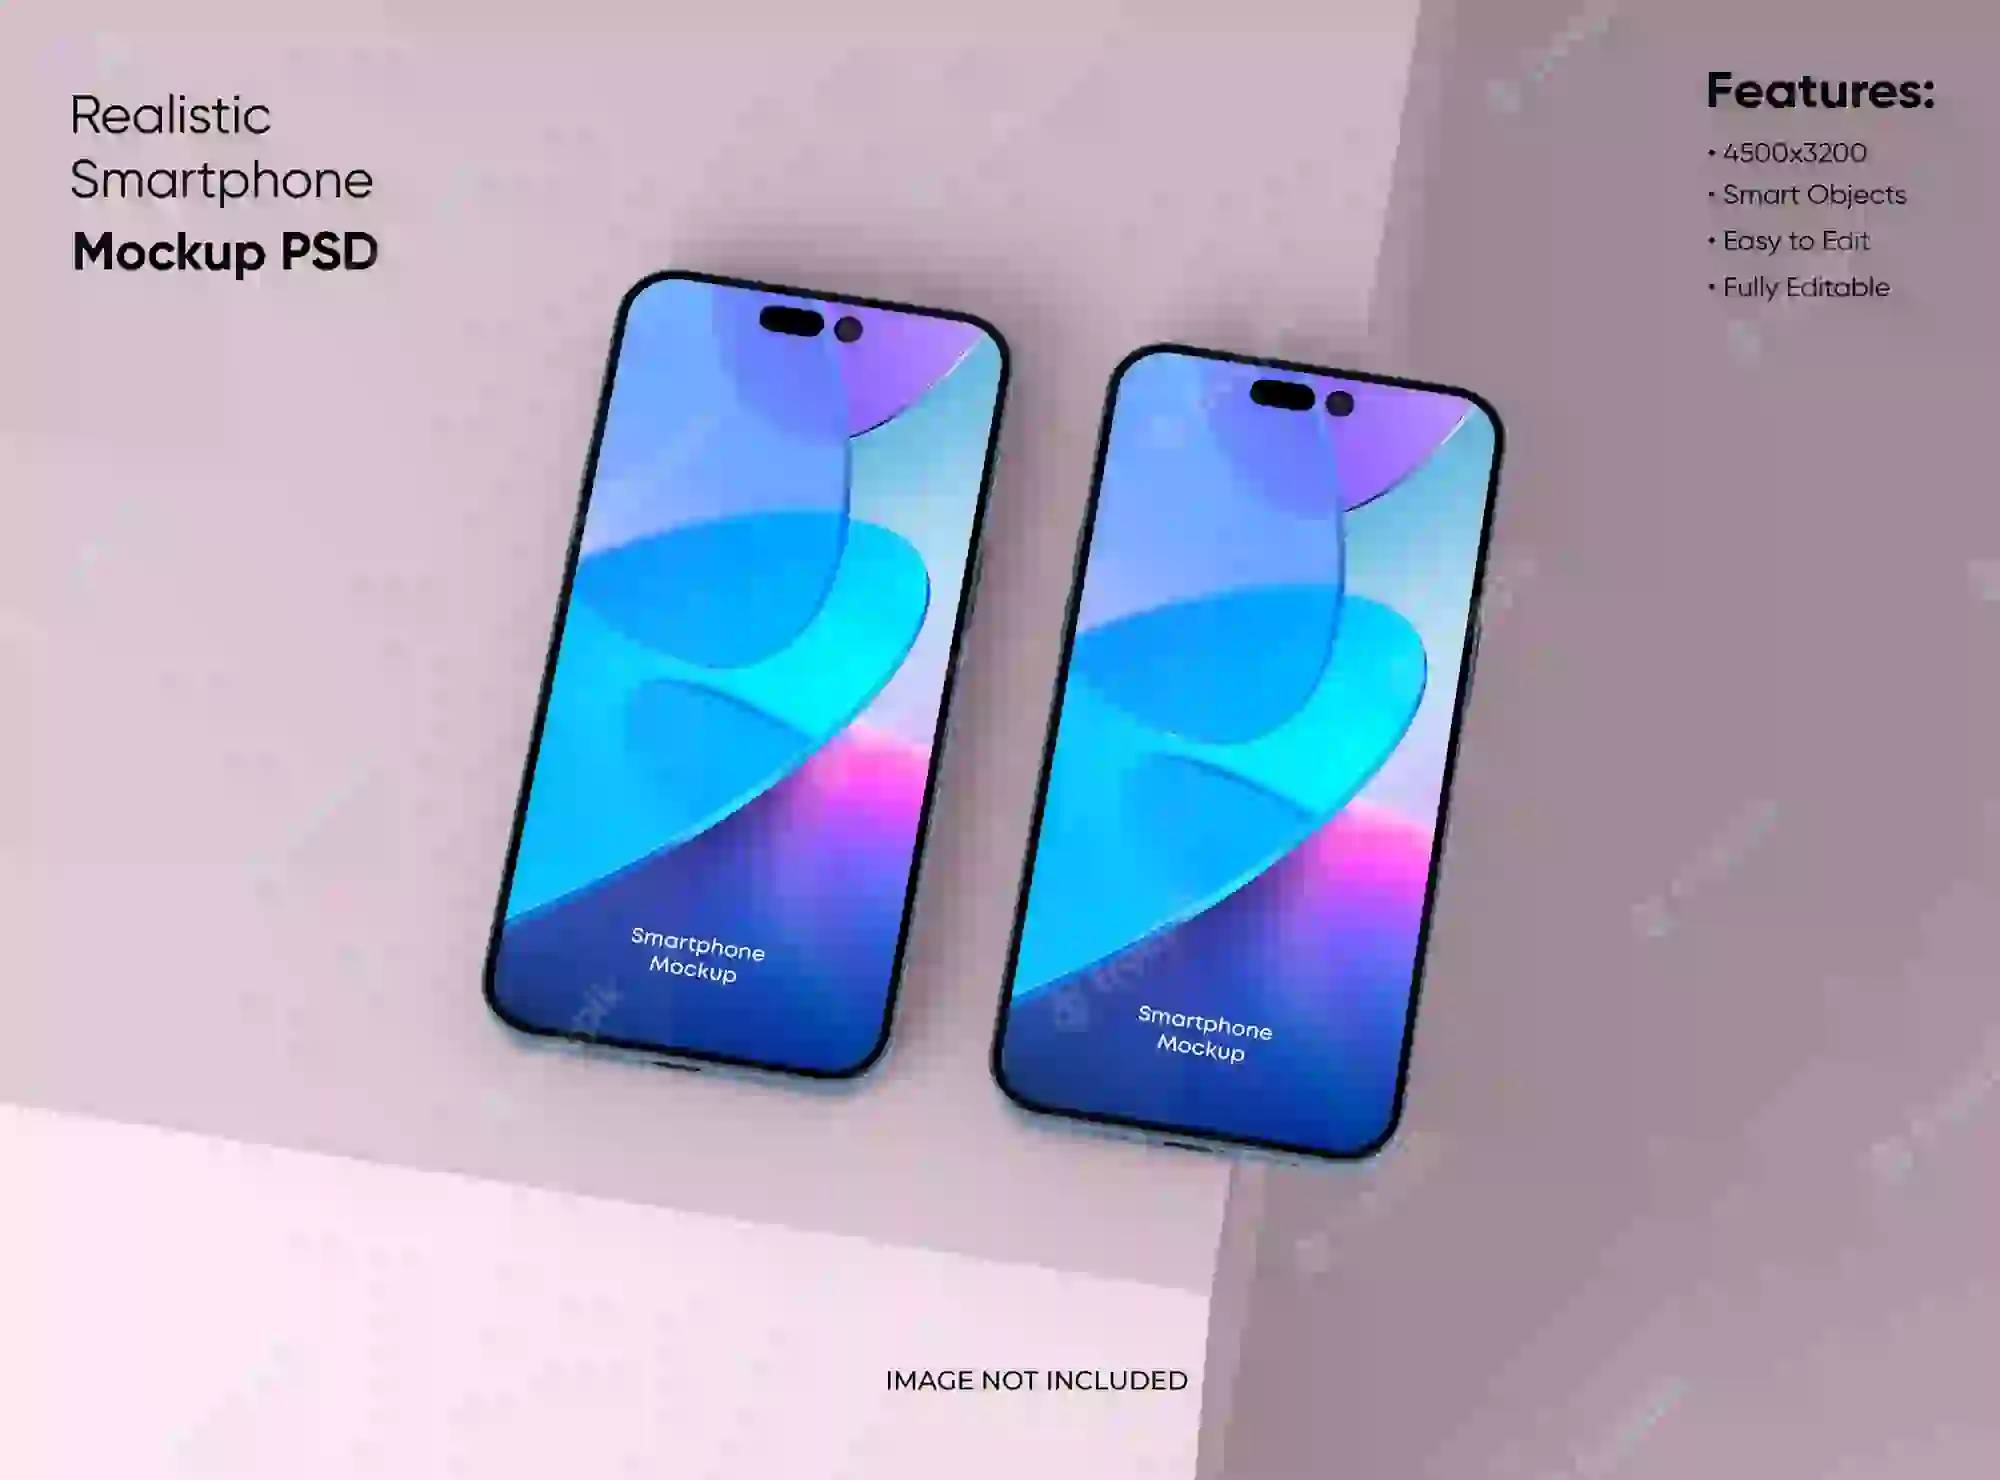 Realistic
Smartphone
Mockup PSD
Features:
• 4500x3200
• Smart Objects
• Easy to Edit
• Fully Editable
Smartphone
Mockup
Smartphone
Mockup
IMAGE NOT INCLUDED